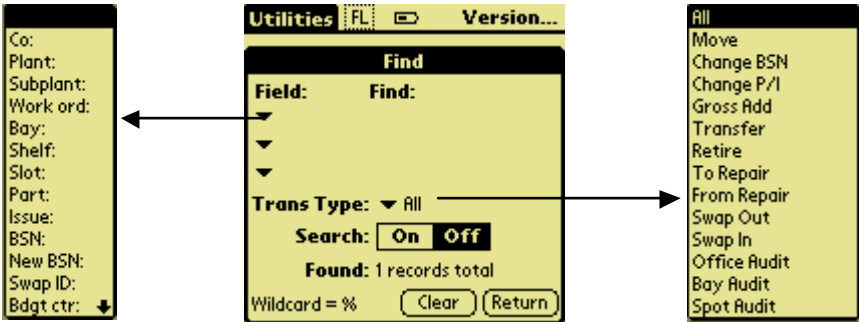 Co:
Plant:
Subplant:
Work ord:
Bay:
Shelf:
Slot:
Part:
Issue:
BSN:
New BSN:
Swap ID:
Bdgt ctr:
Utilities FL Version...
Find
Field: Find:
Trans Type: All
Search: On Off
Found: 1 records total
Wildcard = % Clear Return
All
Move
Change BSN
Change P/I
Gross Add
Transfer
Retire
To Repair
From Repair
Swap Out
Swap In
Office Audit
Bay Audit
Spot Audit